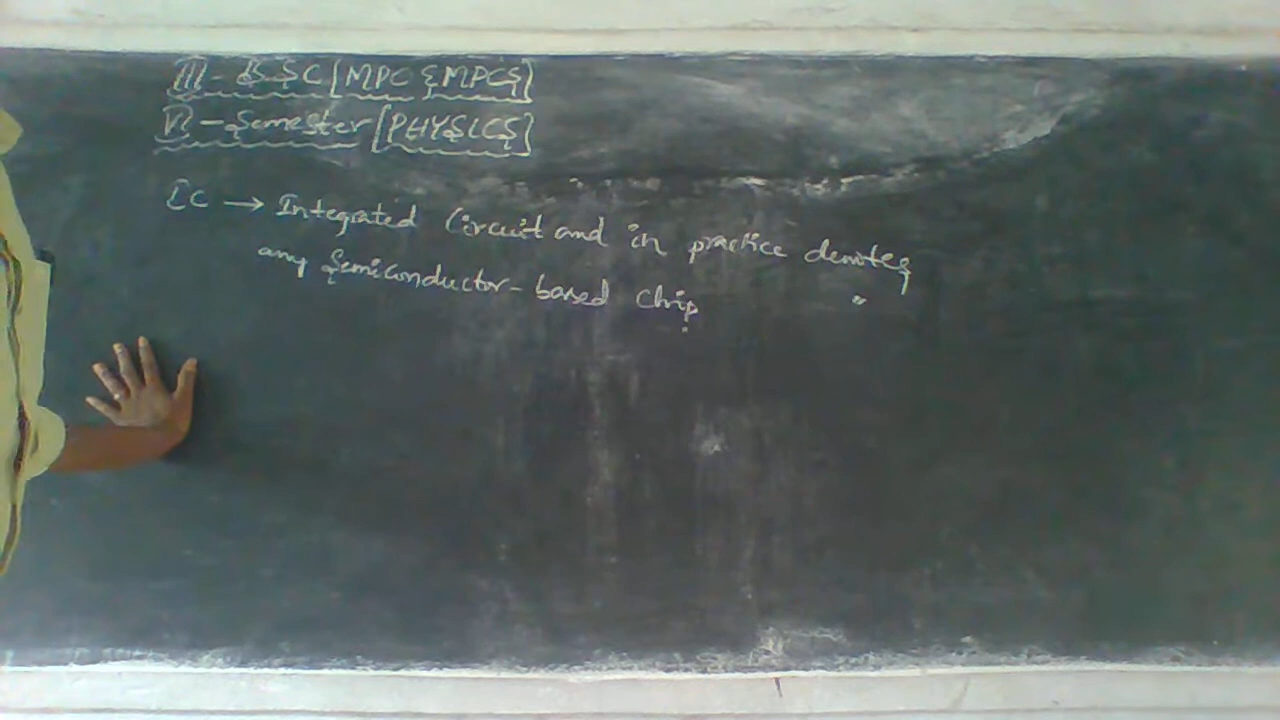 III - B.SC [MPC & MPCS]
VI - Semester [PHYSICS]
IC → Integrated Circuit and in practice denotes
any Semiconductor - based Chip